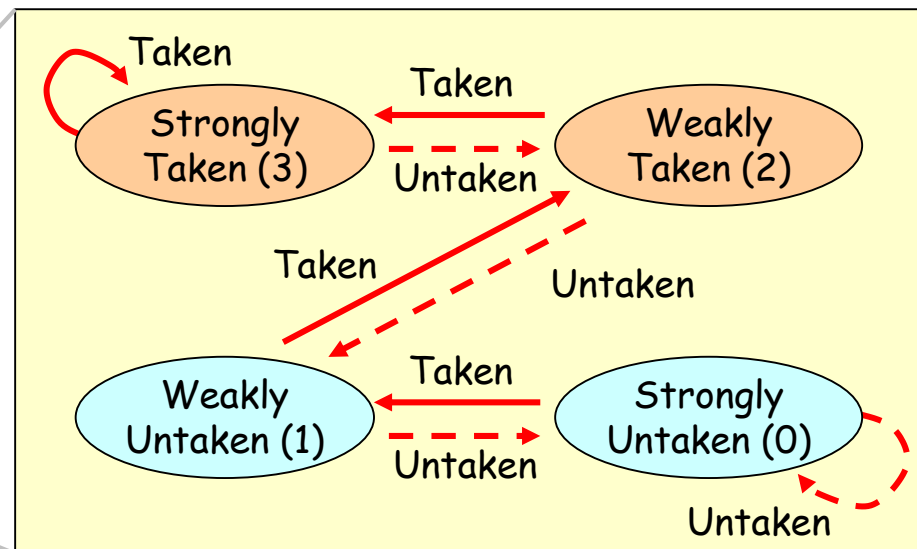 Taken
Taken
Strongly
Taken (3)
Weakly
Taken (2)
Untaken
Taken
Untaken
Taken
Weakly
Untaken (1)
Strongly
Untaken (0)
Untaken
Untaken